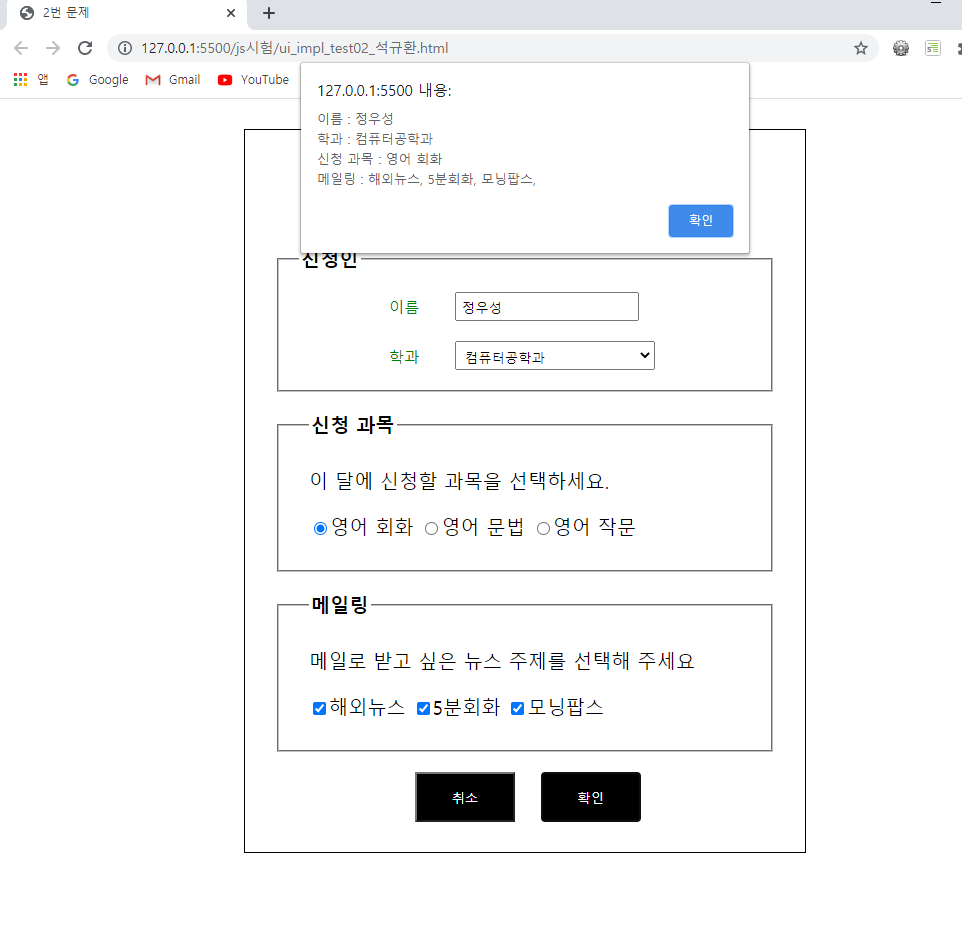 2번 문제
127.0.0.1:5500/js시험/ui_impl_test02_석규환.html
앱 Google Gmail YouTube
127.0.0.1:5500 내용:
이름 : 정우성
학과 : 컴퓨터공학과
신청 과목 : 영어 회화
메일링 : 해외뉴스, 5분회화, 모닝팝스,
확인
신청인
이름 정우성
학과 컴퓨터공학과
신청 과목
이 달에 신청할 과목을 선택하세요.
영어 회화 영어 문법 영어 작문
메일링
메일로 받고 싶은 뉴스 주제를 선택해 주세요
해외뉴스 5분회화 모닝팝스
취소 확인